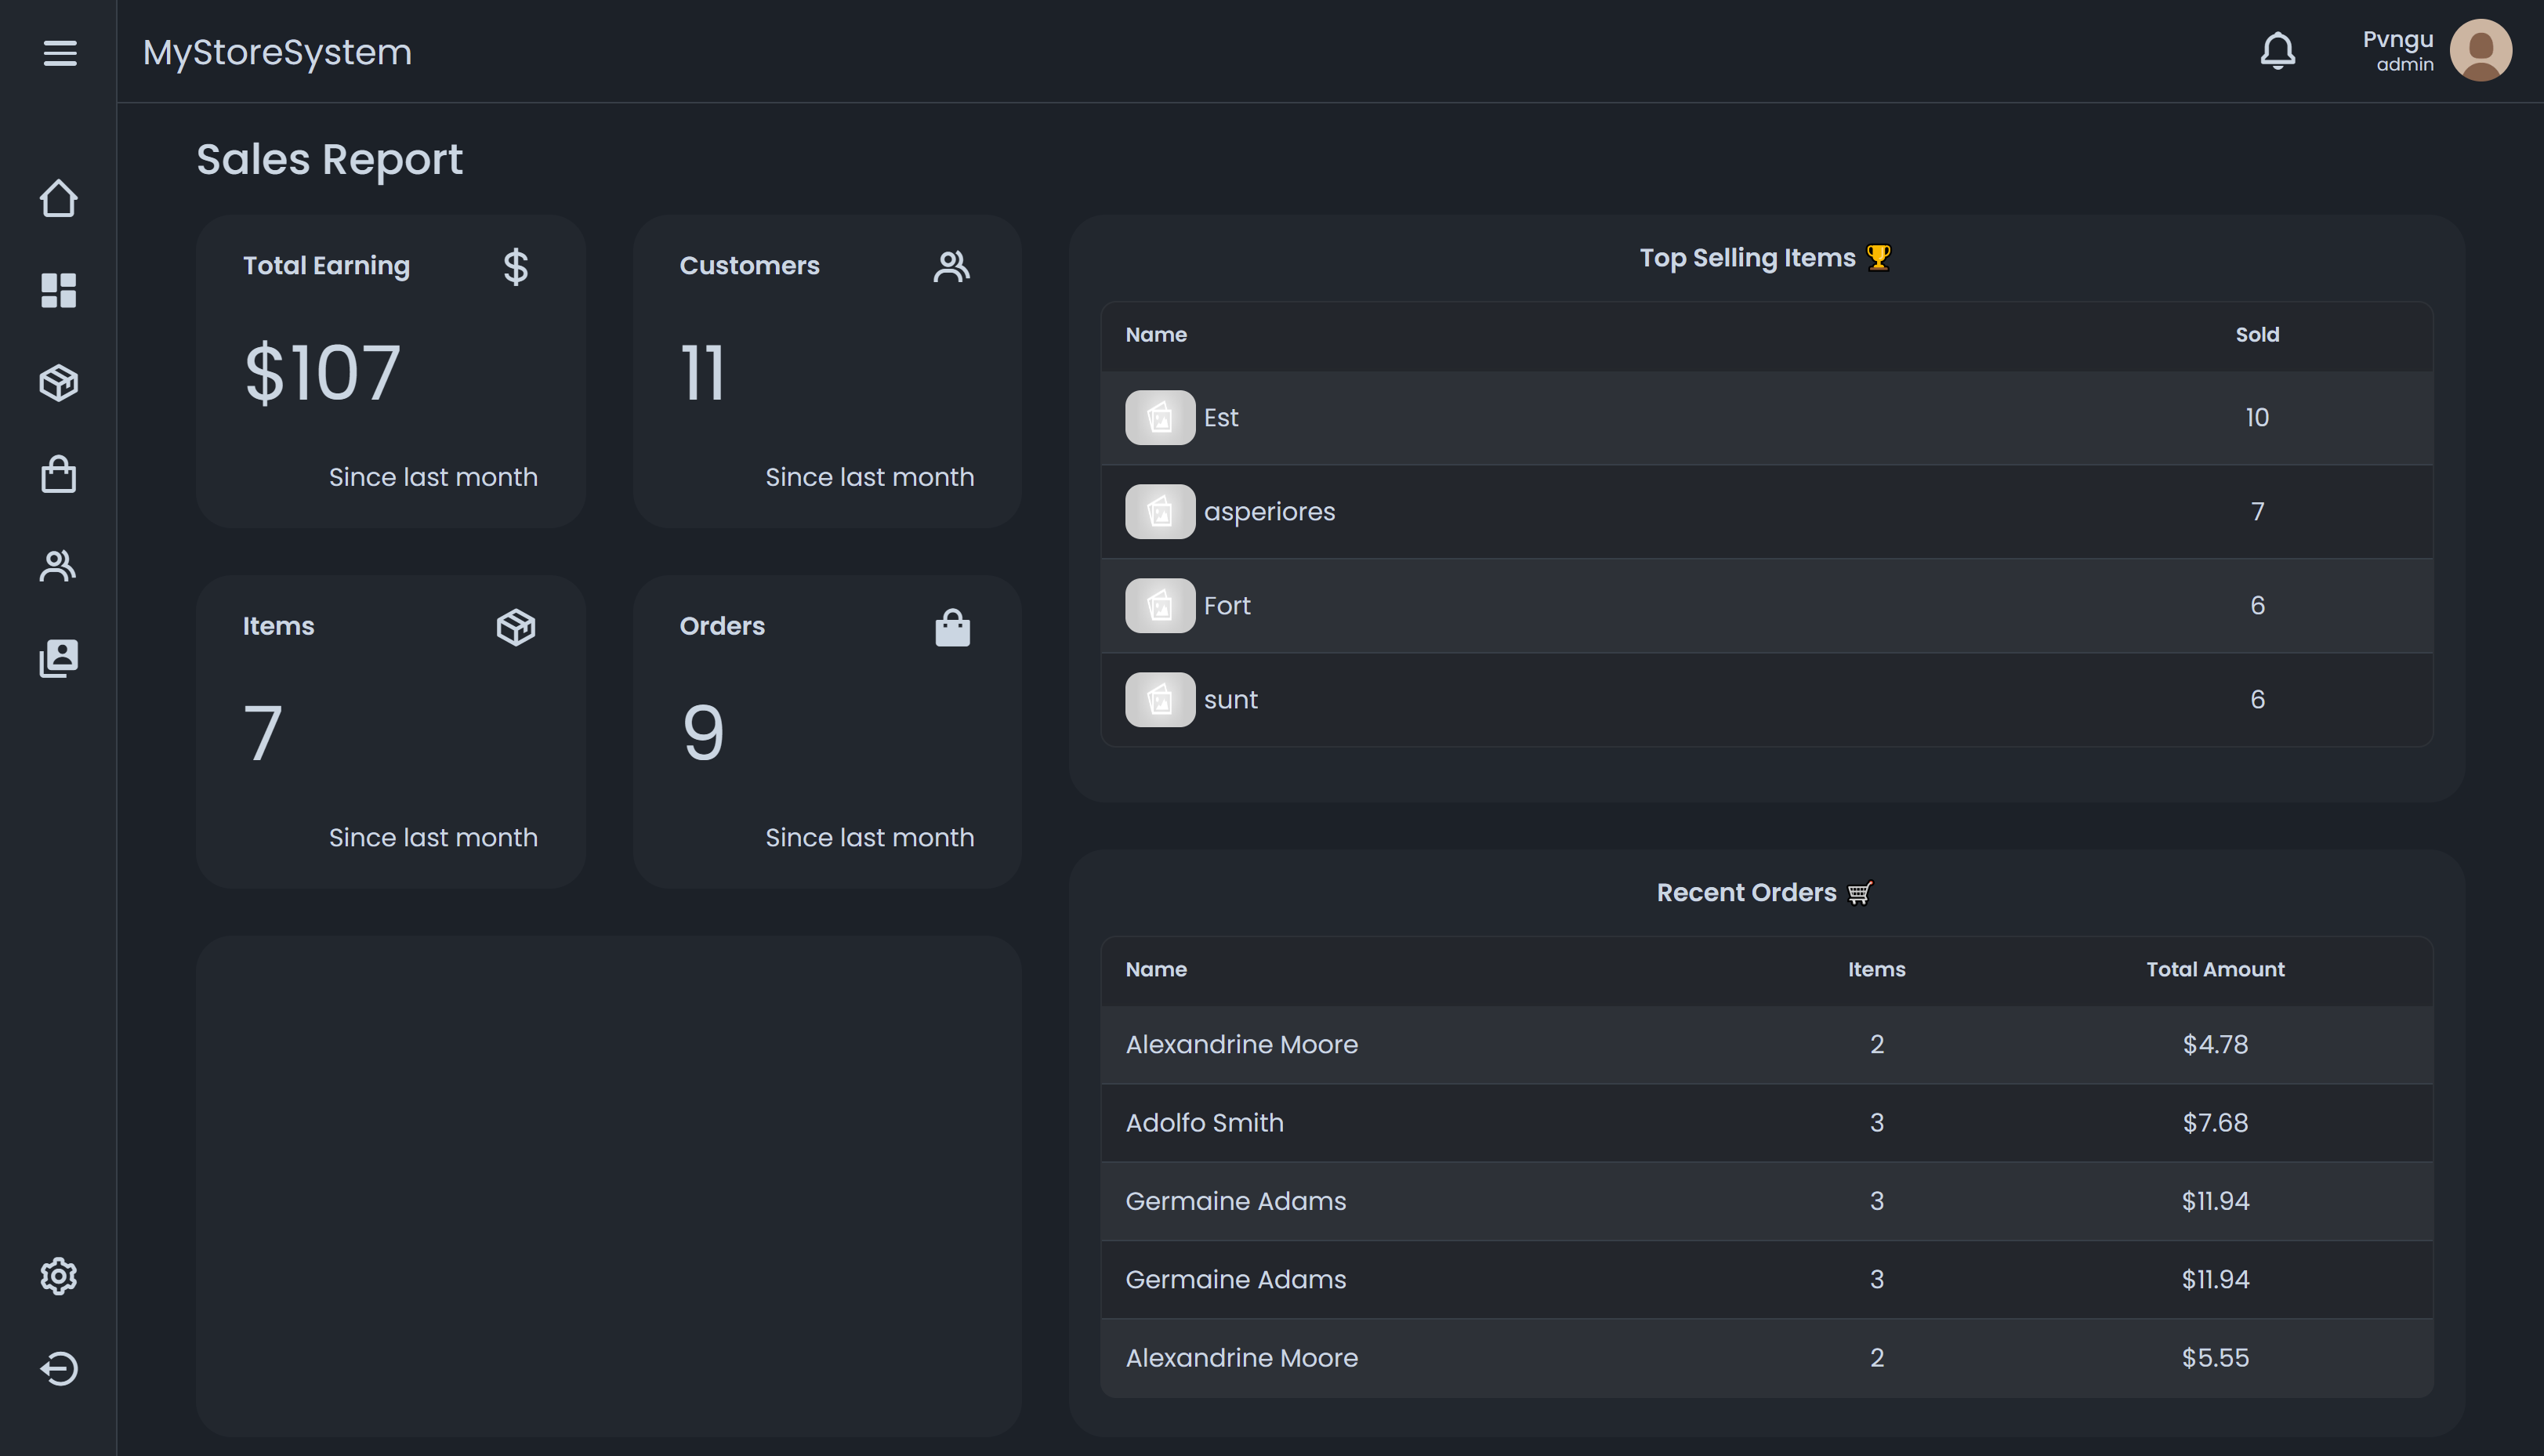 MyStoreSystem
Pvngu
admin
Sales Report
Total Earning
$107
Since last month
Customers
11
Since last month
Items
7
Since last month
Orders
9
Since last month
Top Selling Items 🏆
Name Sold
Est 10
asperiores 7
Fort 6
sunt 6
Recent Orders 🛒
Name Items Total Amount
Alexandrine Moore 2 $4.78
Adolfo Smith 3 $7.68
Germaine Adams 3 $11.94
Germaine Adams 3 $11.94
Alexandrine Moore 2 $5.55